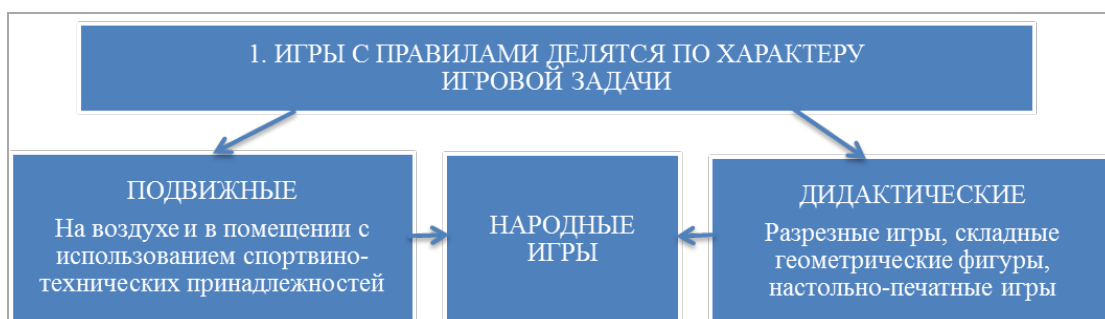 1. ИГРЫ С ПРАВИЛАМИ ДЕЛЯТСЯ ПО ХАРАКТЕРУ
ИГРОВОЙ ЗАДАЧИ
ПОДВИЖНЫЕ
На воздухе и в помещении с
использованием спортвино-
технических принадлежностей
НАРОДНЫЕ
ИГРЫ
ДИДАКТИЧЕСКИЕ
Разрезные игры, складные
геометрические фигуры,
настольно-печатные игры